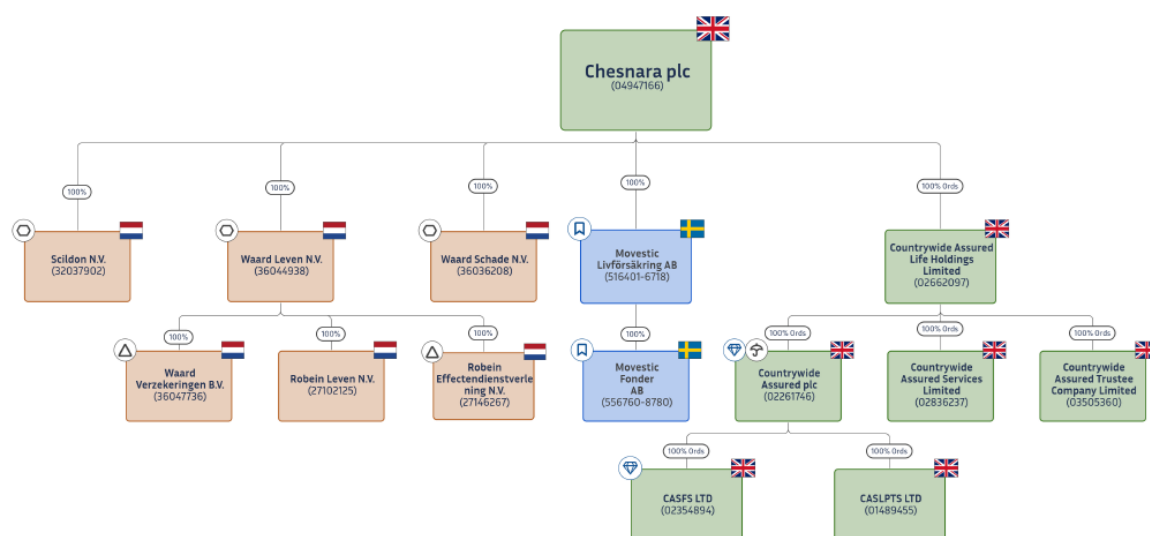 Chesnara plc
(04947166)
100%
100%
100%
100%
100% Ords
Scildon N.V.
(32037902)
Waard Leven N.V.
(36044938)
Waard Schade N.V.
(36036208)
Movestic
Livförsäkring AB
(516401-6718)
Countrywide Assured
Life Holdings
Limited
(02662097)
100%
100%
100%
100%
100% Ords
100% Ords
100% Ords
Waard
Verzekeringen B.V.
(36047736)
Robein Leven N.V.
(27102125)
Robein
Effectendienstverle
ning N.V.
(27146267)
Movestic
Fonder
AB
(556760-8780)
Countrywide
Assured plc
(02261746)
Countrywide
Assured Services
Limited
(02836237)
Countrywide
Assured Trustee
Company Limited
(03505360)
100% Ords
100% Ords
CASFS LTD
(02354894)
CASLPTS LTD
(01489455)